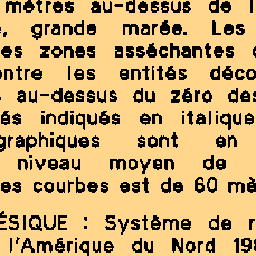 mètres au-dessus de l
, grande marée. Les
es zones asséchantes
entre les entités déco
au-dessus du zéro des
és indiqués en italique
graphiques sont en
niveau moyen de
es courbes est de 60 mè
ÉSIQUE : Système de r
l'Amérique du Nord 198